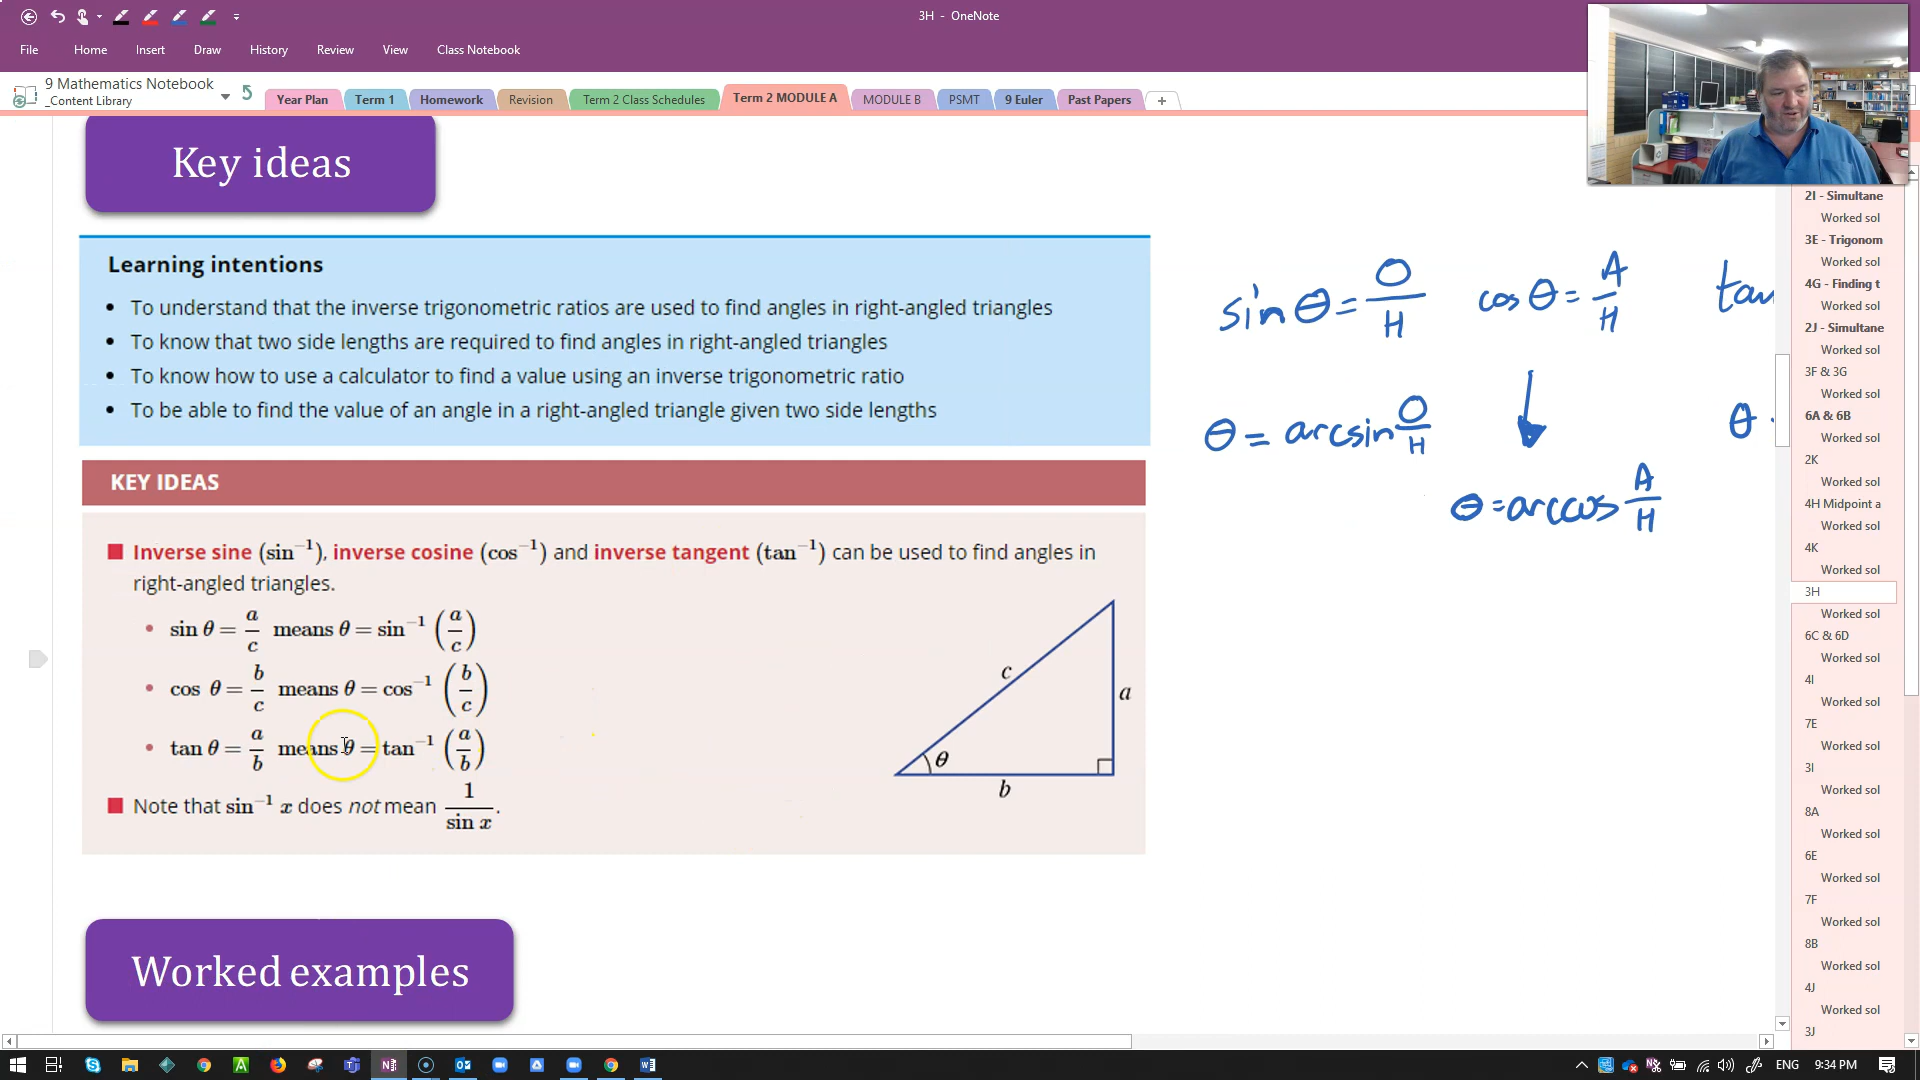 3H - OneNote
File Home Insert Draw History Review View Class Notebook
9 Mathematics Notebook
_Content Library
Year Plan Term 1 Homework Revision Term 2 Class Schedules Term 2 MODULE A MODULE B PSMT 9 Euler Past Papers +
Key ideas
Learning intentions
• To understand that the inverse trigonometric ratios are used to find angles in right-angled triangles
• To know that two side lengths are required to find angles in right-angled triangles
• To know how to use a calculator to find a value using an inverse trigonometric ratio
• To be able to find the value of an angle in a right-angled triangle given two side lengths
KEY IDEAS
Inverse sine (sin⁻¹), inverse cosine (cos⁻¹) and inverse tangent (tan⁻¹) can be used to find angles in
right-angled triangles.
• sin θ = a/c means θ = sin⁻¹ (a/c)
• cos θ = b/c means θ = cos⁻¹ (b/c)
• tan θ = a/b means θ = tan⁻¹ (a/b)
Note that sin⁻¹ x does not mean 1/sin x.
c
a
θ
b
sin θ = O/H cos θ = A/H tan
θ = arcsin O/H θ
θ = arccos A/H
Worked examples
2I - Simultane
Worked sol
3E - Trigonom
Worked sol
4G - Finding t
Worked sol
2J - Simultane
Worked sol
3F & 3G
Worked sol
6A & 6B
Worked sol
2K
Worked sol
4H Midpoint a
Worked sol
4K
Worked sol
3H
Worked sol
6C & 6D
Worked sol
4I
Worked sol
7E
Worked sol
3I
Worked sol
8A
Worked sol
6E
Worked sol
7F
Worked sol
8B
Worked sol
4J
Worked sol
3J
ENG 9:34 PM